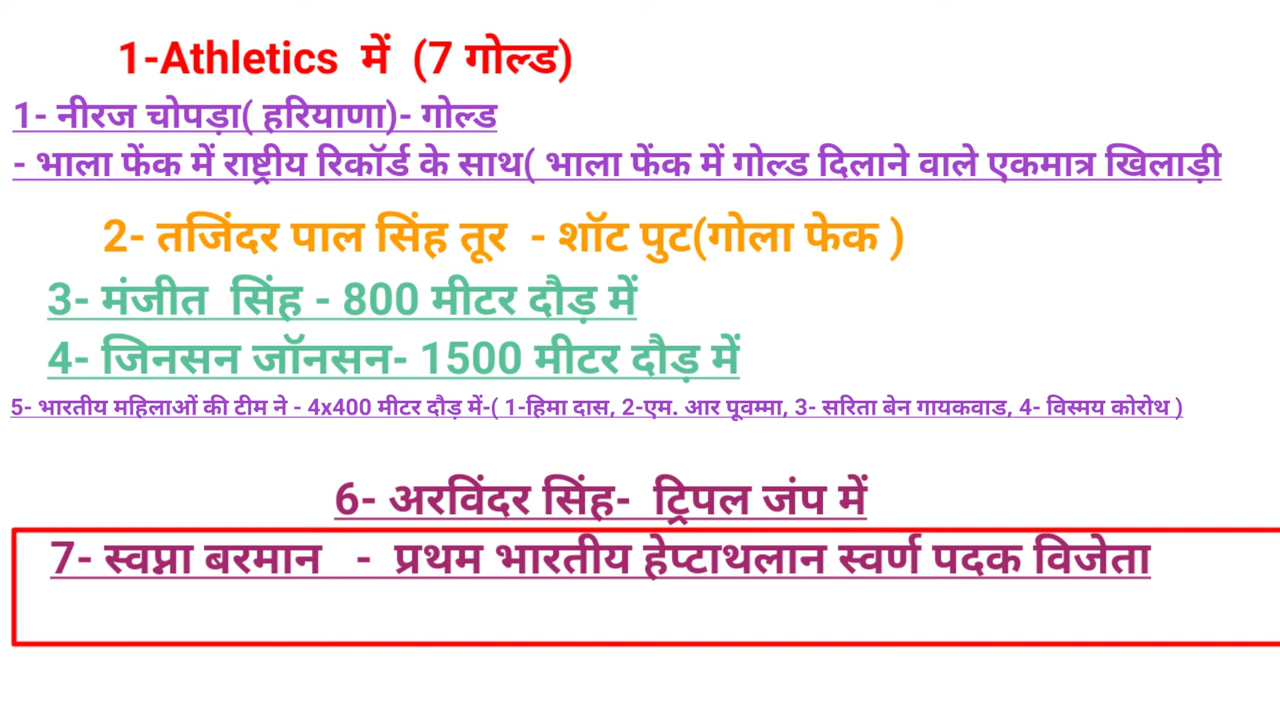 1-Athletics में (7 गोल्ड)
1- नीरज चोपड़ा( हरियाणा)- गोल्ड
- भाला फेंक में राष्ट्रीय रिकॉर्ड के साथ( भाला फेंक में गोल्ड दिलाने वाले एकमात्र खिलाड़ी
2- तजिंदर पाल सिंह तूर - शॉट पुट(गोला फेक )
3- मंजीत सिंह - 800 मीटर दौड़ में
4- जिनसन जॉनसन- 1500 मीटर दौड़ में
5- भारतीय महिलाओं की टीम ने - 4x400 मीटर दौड़ में-( 1-हिमा दास, 2-एम. आर पूवम्मा, 3- सरिता बेन गायकवाड, 4- विस्मय कोरोथ )
6- अरविंदर सिंह- ट्रिपल जंप में
7- स्वप्ना बरमान - प्रथम भारतीय हेप्टाथलान स्वर्ण पदक विजेता